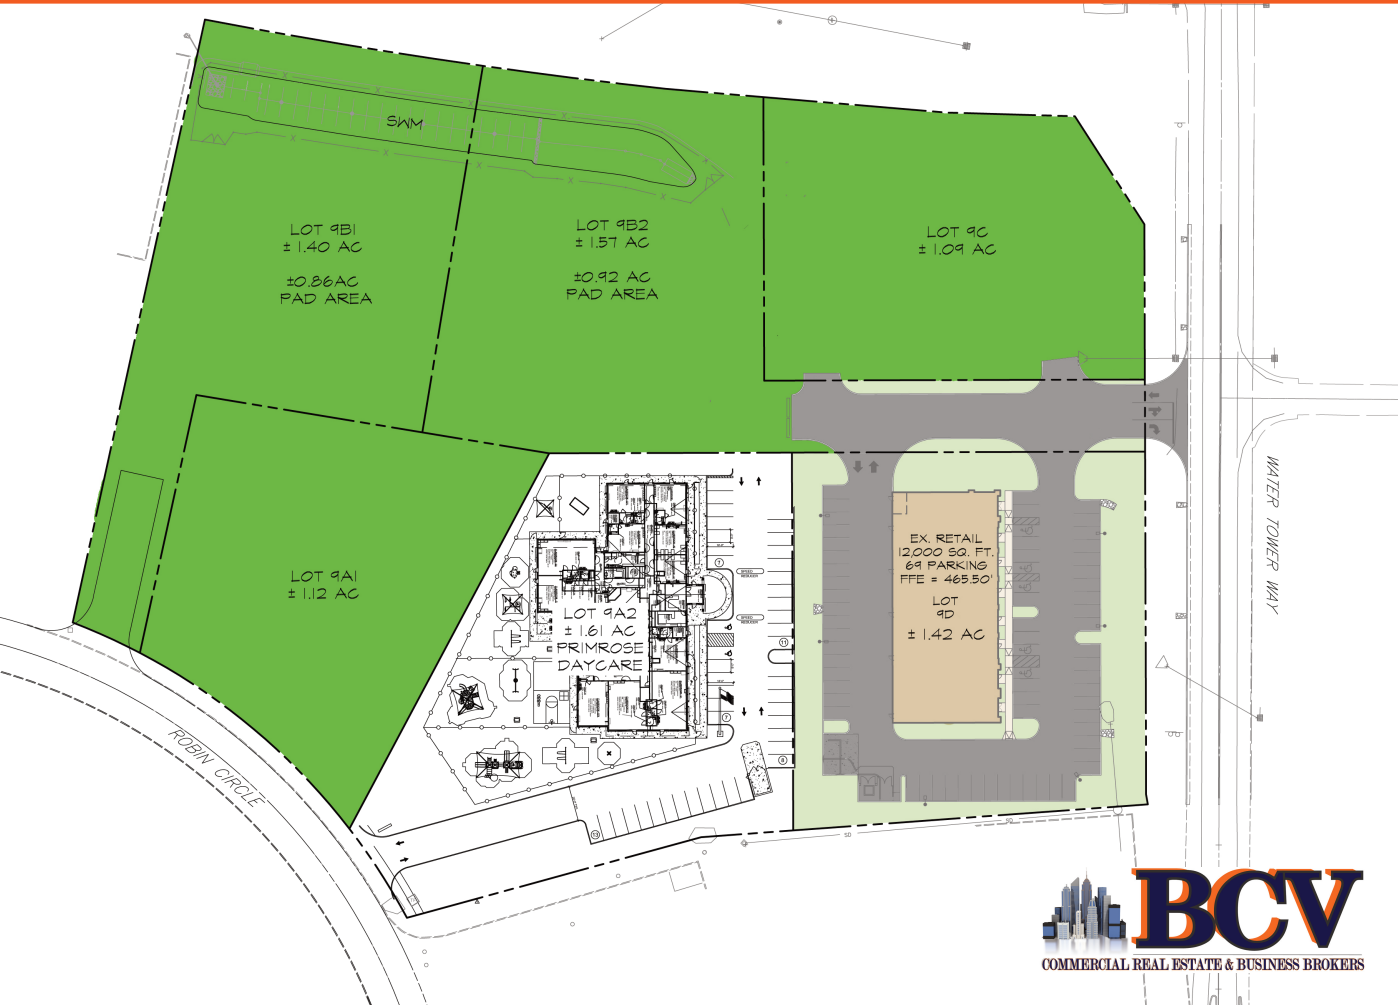 SWM
LOT 9B1
± 1.40 AC
±0.86AC
PAD AREA
LOT 9B2
± 1.57 AC
±0.92 AC
PAD AREA
LOT 9C
± 1.09 AC
LOT 9A1
± 1.12 AC
LOT 9A2
± 1.61 AC
PRIMROSE
DAYCARE
EX. RETAIL
12,000 SQ. FT.
69 PARKING
FFE = 465.50'
LOT
9D
± 1.42 AC
WATER TOWER WAY
ROBIN CIRCLE
SD
SD
BCV
COMMERCIAL REAL ESTATE & BUSINESS BROKERS